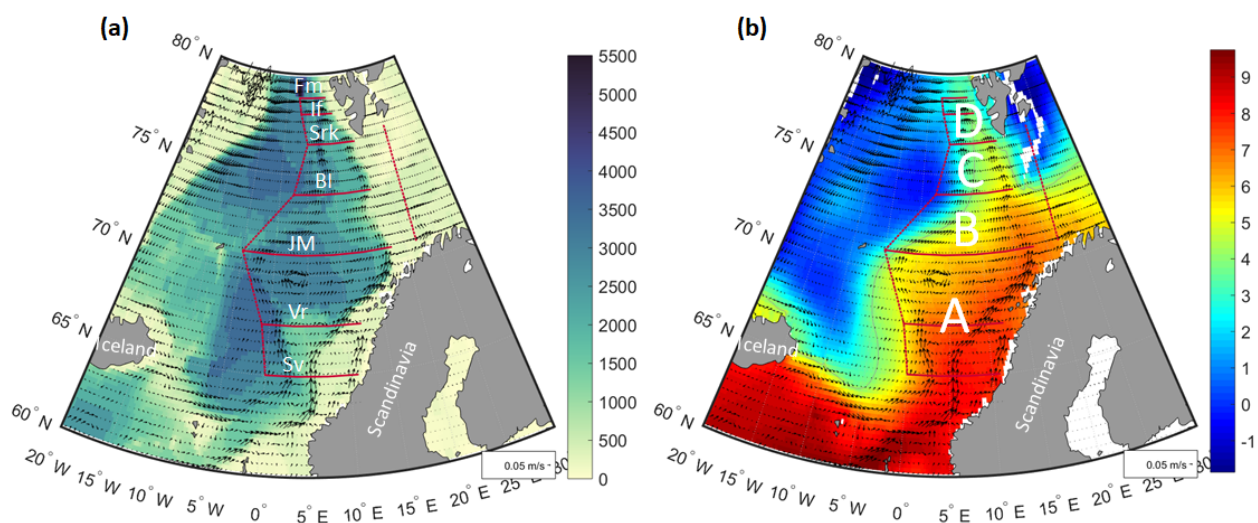 (a)
80° N
75° N
70° N
65° N
60° N
20° W
15° W
10° W
5° W
0°
5° E
10° E
15° E
20° E
25° E
Fm
If
Srk
BI
JM
Vr
Sv
Iceland
Scandinavia
0.05 m/s
5500
5000
4500
4000
3500
3000
2500
2000
1500
1000
500
0
(b)
80° N
75° N
70° N
65° N
60° N
20° W
15° W
10° W
5° W
0°
5° E
10° E
15° E
20° E
25° E
D
C
B
A
Iceland
Scandinavia
0.05 m/s
9
8
7
6
5
4
3
2
1
0
-1